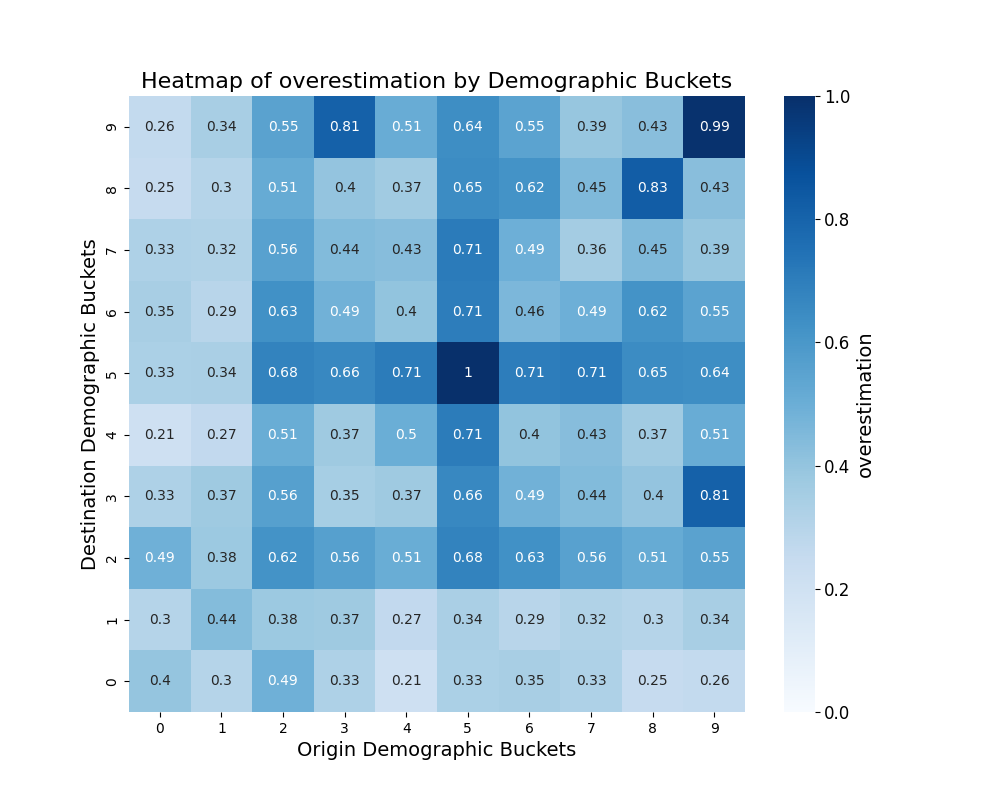 Heatmap of overestimation by Demographic Buckets
Destination Demographic Buckets
9 0.26 0.34 0.55 0.81 0.51 0.64 0.55 0.39 0.43 0.99
8 0.25 0.3 0.51 0.4 0.37 0.65 0.62 0.45 0.83 0.43
7 0.33 0.32 0.56 0.44 0.43 0.71 0.49 0.36 0.45 0.39
6 0.35 0.29 0.63 0.49 0.4 0.71 0.46 0.49 0.62 0.55
5 0.33 0.34 0.68 0.66 0.71 1 0.71 0.71 0.65 0.64
4 0.21 0.27 0.51 0.37 0.5 0.71 0.4 0.43 0.37 0.51
3 0.33 0.37 0.56 0.35 0.37 0.66 0.49 0.44 0.4 0.81
2 0.49 0.38 0.62 0.56 0.51 0.68 0.63 0.56 0.51 0.55
1 0.3 0.44 0.38 0.37 0.27 0.34 0.29 0.32 0.3 0.34
0 0.4 0.3 0.49 0.33 0.21 0.33 0.35 0.33 0.25 0.26
0 1 2 3 4 5 6 7 8 9
Origin Demographic Buckets
1.0
0.8
0.6
0.4
0.2
0.0
overestimation